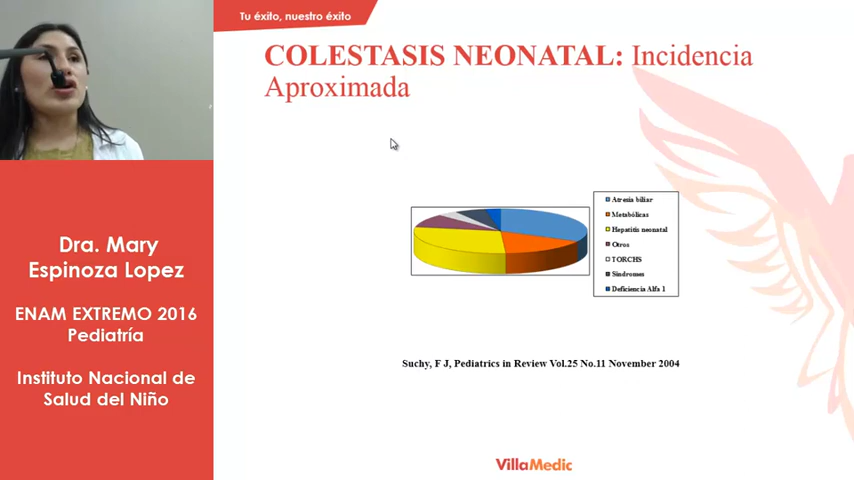 Tu éxito, nuestro éxito
COLESTASIS NEONATAL: Incidencia
Aproximada
Atresia biliar
Metabólicas
Hepatitis neonatal
Otros
TORCHS
Síndromes
Deficiencia Alfa 1
Suchy, F J, Pediatrics in Review Vol.25 No.11 November 2004
Dra. Mary
Espinoza Lopez
ENAM EXTREMO 2016
Pediatría
Instituto Nacional de
Salud del Niño
VillaMedic